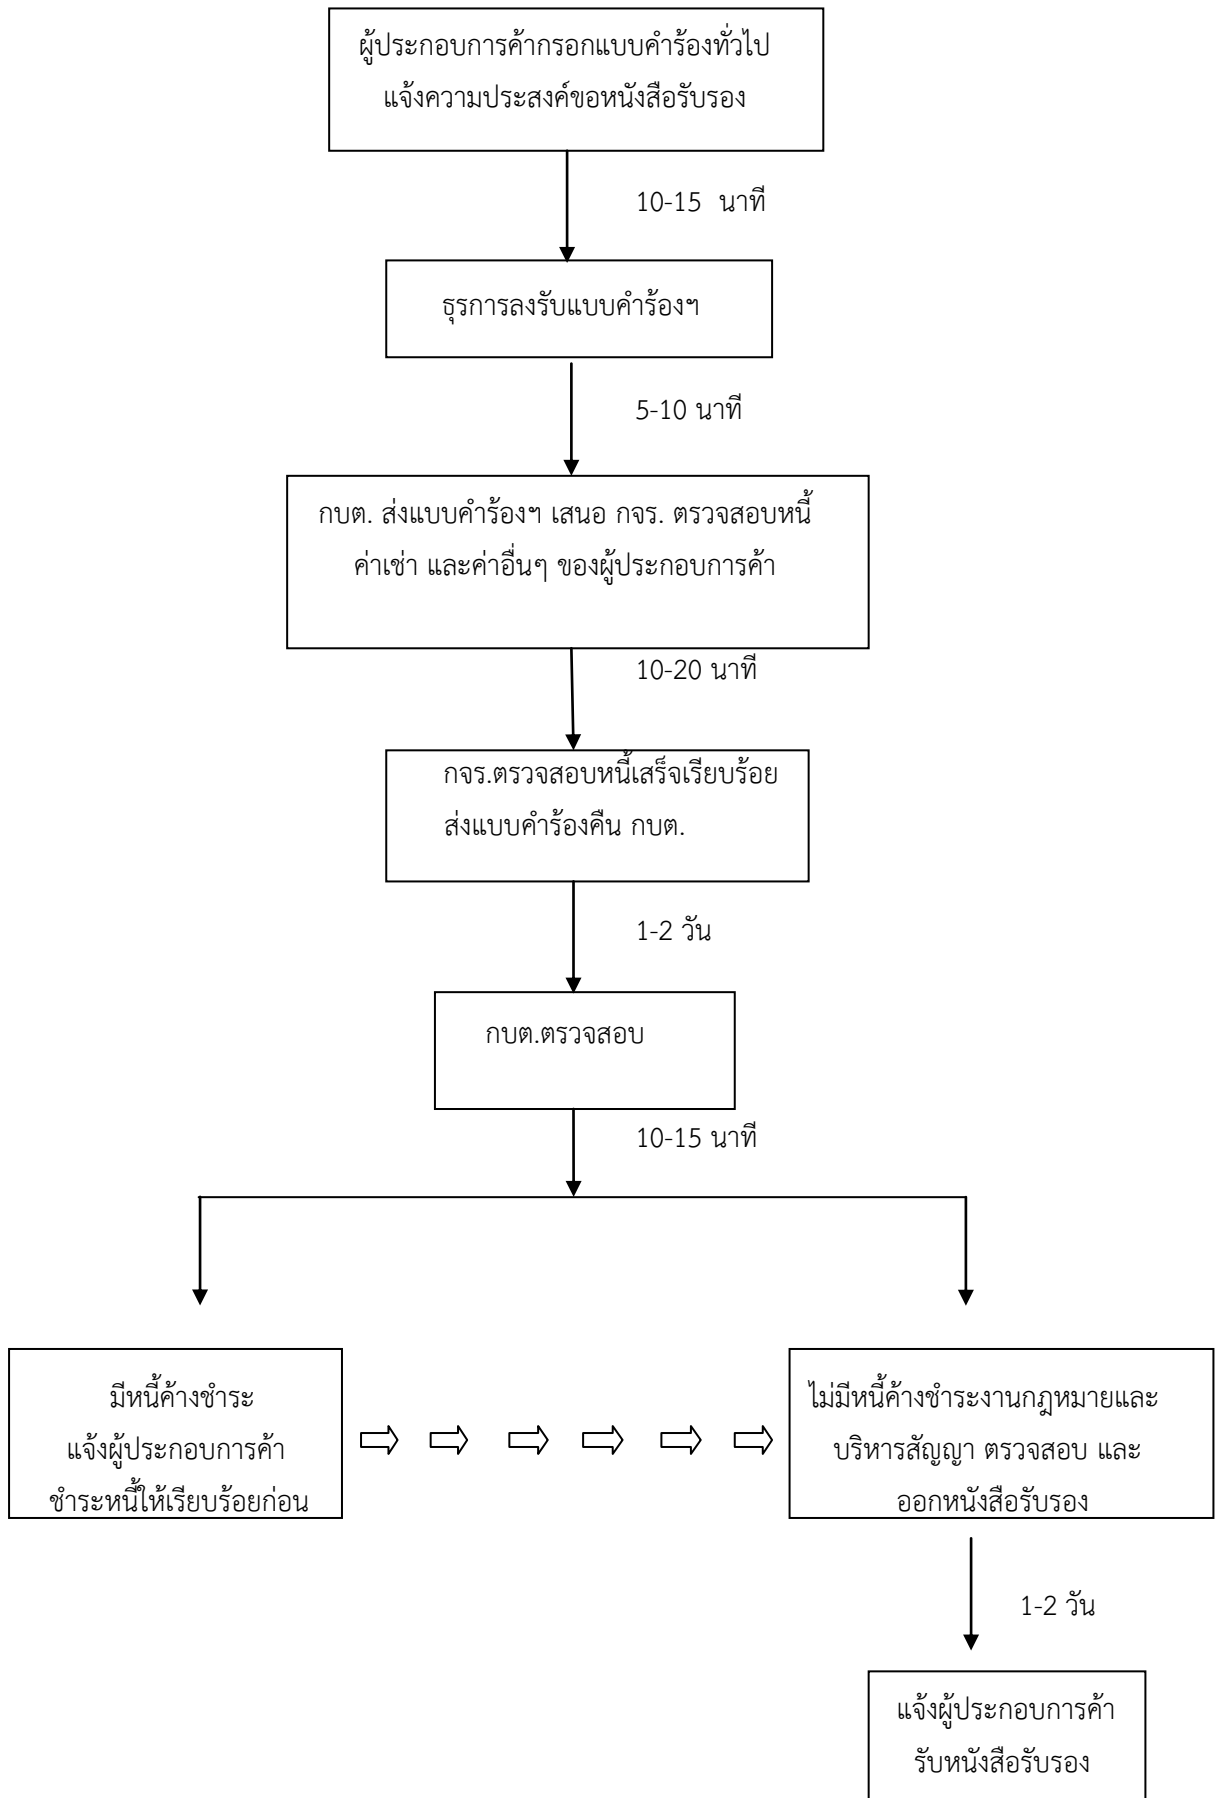 ผู้ประกอบการค้ากรอกแบบคำร้องทั่วไป
แจ้งความประสงค์ขอหนังสือรับรอง
10-15 นาที
ธุรการลงรับแบบคำร้องฯ
5-10 นาที
กบต. ส่งแบบคำร้องฯ เสนอ กจร. ตรวจสอบหนี้
ค่าเช่า และค่าอื่นๆ ของผู้ประกอบการค้า
10-20 นาที
กจร.ตรวจสอบหนี้เสร็จเรียบร้อย
ส่งแบบคำร้องคืน กบต.
1-2 วัน
กบต.ตรวจสอบ
10-15 นาที
มีหนี้ค้างชำระ
แจ้งผู้ประกอบการค้า
ชำระหนี้ให้เรียบร้อยก่อน
ไม่มีหนี้ค้างชำระงานกฎหมายและ
บริหารสัญญา ตรวจสอบ และ
ออกหนังสือรับรอง
1-2 วัน
แจ้งผู้ประกอบการค้า
รับหนังสือรับรอง